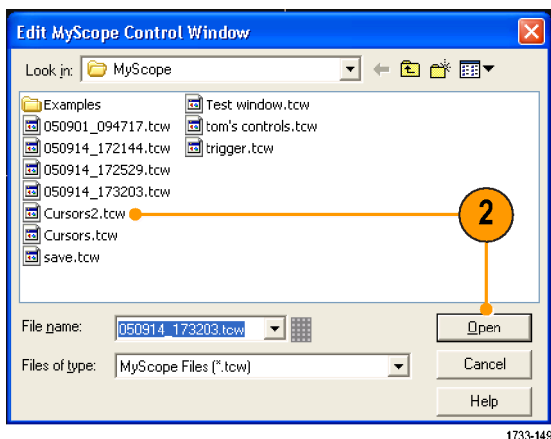 Edit MyScope Control Window
Look in: MyScope
Examples
050901_094717.tcw
050914_172144.tcw
050914_172529.tcw
050914_173203.tcw
Cursors2.tcw
Cursors.tcw
save.tcw
Test window.tcw
tom's controls.tcw
trigger.tcw
2
File name: 050914_173203.tcw
Open
Files of type: MyScope Files (*.tcw)
Cancel
Help
1733-149